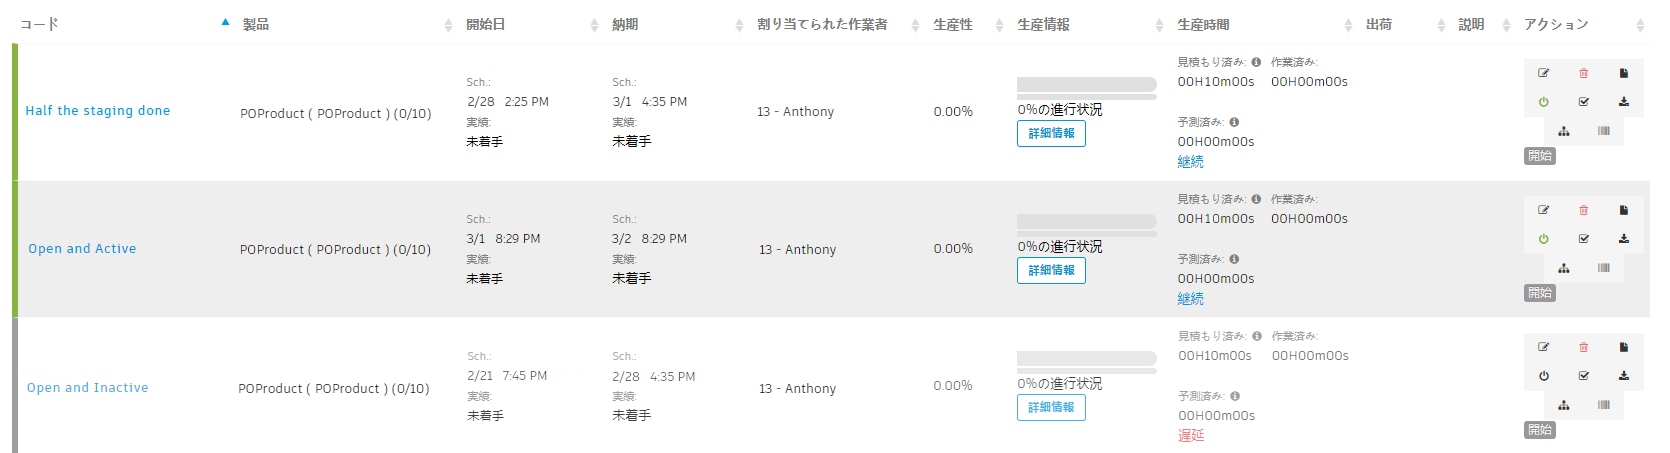 コード 製品 開始日 納期 割り当てられた作業者 生産性 生産情報 生産時間 出荷 説明 アクション
Half the staging done
POProduct ( POProduct ) (0/10)
Sch.:
2/28 2:25 PM
実績:
未着手
Sch.:
3/1 4:35 PM
実績:
未着手
13 - Anthony
0.00%
0%の進行状況
詳細情報
見積もり済み: 作業済み:
00H10m00s 00H00m00s
予測済み:
00H00m00s
継続
開始
Open and Active
POProduct ( POProduct ) (0/10)
Sch.:
3/1 8:29 PM
実績:
未着手
Sch.:
3/2 8:29 PM
実績:
未着手
13 - Anthony
0.00%
0%の進行状況
詳細情報
見積もり済み: 作業済み:
00H10m00s 00H00m00s
予測済み:
00H00m00s
継続
開始
Open and Inactive
POProduct ( POProduct ) (0/10)
Sch.:
2/21 7:45 PM
実績:
未着手
Sch.:
2/28 4:35 PM
実績:
未着手
13 - Anthony
0.00%
0%の進行状況
詳細情報
見積もり済み: 作業済み:
00H10m00s 00H00m00s
予測済み:
00H00m00s
遅延
開始